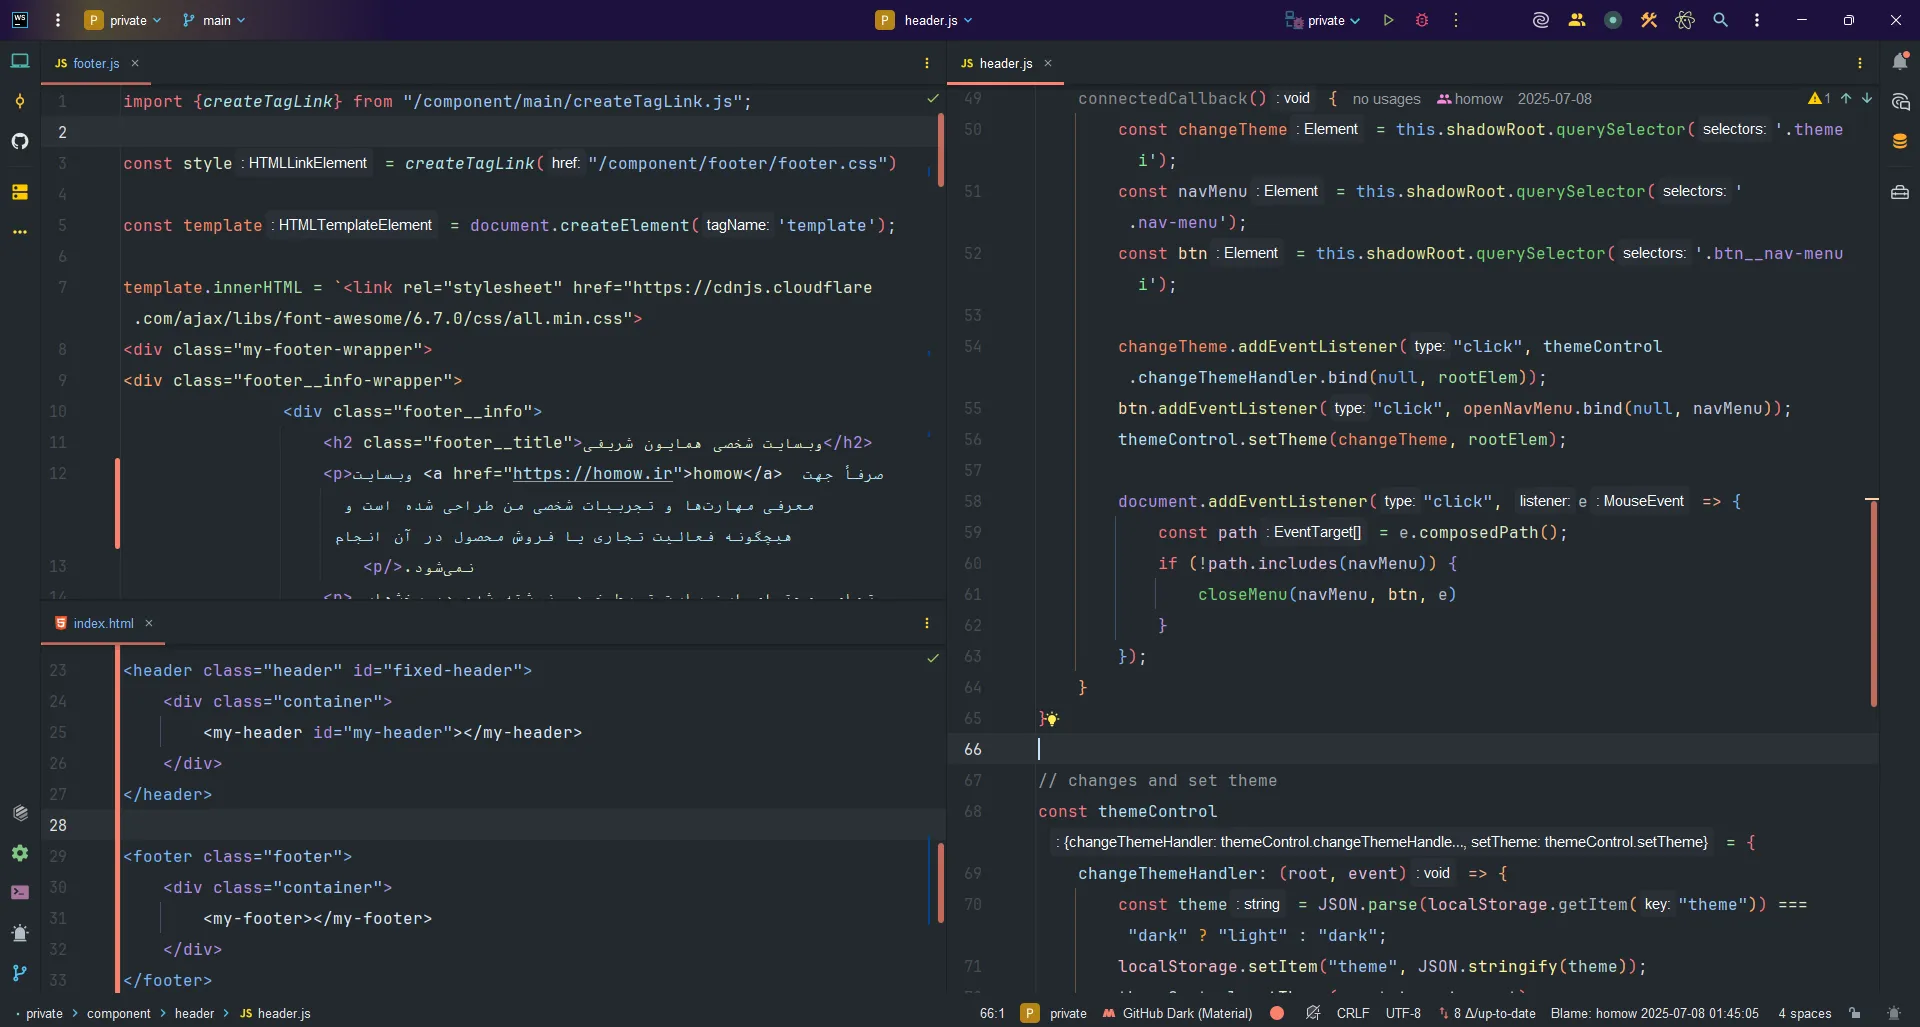 WS
P private main
P header.js
private
JS footer.js
1 import {createTagLink} from "/component/main/createTagLink.js";
2
3 const style : HTMLLinkElement = createTagLink( href: "/component/footer/footer.css")
4
5 const template : HTMLTemplateElement = document.createElement( tagName: 'template');
6
7 template.innerHTML = `<link rel="stylesheet" href="https://cdnjs.cloudflare
.com/ajax/libs/font-awesome/6.7.0/css/all.min.css">
8 <div class="my-footer-wrapper">
9 <div class="footer__info-wrapper">
10 <div class="footer__info">
11 <h2 class="footer__title">وبسایت شخصی همایون شریفی</h2>
12 <p>وبسایت <a href="https://homow.ir">homow</a> صرفاً جهت
معرفی مهارت‌ها و تجربیات شخصی من طراحی شده است و
هیچگونه فعالیت تجاری یا فروش محصول در آن انجام
13 نمی‌شود.</p>
14 <p>
JS header.js
49 connectedCallback() : void { no usages homow 2025-07-08
1
50 const changeTheme : Element = this.shadowRoot.querySelector( selectors: '.theme
i');
51 const navMenu : Element = this.shadowRoot.querySelector( selectors: '
.nav-menu');
52 const btn : Element = this.shadowRoot.querySelector( selectors: '.btn__nav-menu
i');
53
54 changeTheme.addEventListener( type: "click", themeControl
.changeThemeHandler.bind(null, rootElem));
55 btn.addEventListener( type: "click", openNavMenu.bind(null, navMenu));
56 themeControl.setTheme(changeTheme, rootElem);
57
58 document.addEventListener( type: "click", listener: e : MouseEvent => {
59 const path : EventTarget[] = e.composedPath();
60 if (!path.includes(navMenu)) {
61 closeMenu(navMenu, btn, e)
62 }
63 });
64 }
65 }
66
67 // changes and set theme
68 const themeControl
: {changeThemeHandler: themeControl.changeThemeHandle..., setTheme: themeControl.setTheme} = {
69 changeThemeHandler: (root, event) : void => {
70 const theme : string = JSON.parse(localStorage.getItem( key: "theme")) ===
"dark" ? "light" : "dark";
71 localStorage.setItem("theme", JSON.stringify(theme));
index.html
23 <header class="header" id="fixed-header">
24 <div class="container">
25 <my-header id="my-header"></my-header>
26 </div>
27 </header>
28
29 <footer class="footer">
30 <div class="container">
31 <my-footer></my-footer>
32 </div>
33 </footer>
private > component > header > JS header.js
66:1 P private GitHub Dark (Material) CRLF UTF-8 8 Δ/up-to-date Blame: homow 2025-07-08 01:45:05 4 spaces